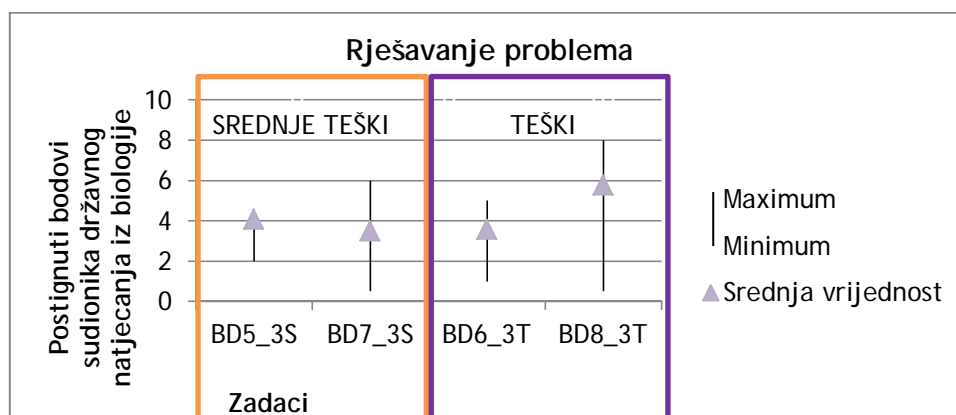 Rješavanje problema
Postignuti bodovi
sudionika državnog
natjecanja iz biologije
10
8
6
4
2
0
SREDNJE TEŠKI
TEŠKI
BD5_3S
BD7_3S
BD6_3T
BD8_3T
Zadaci
Maximum
Minimum
Srednja vrijednost